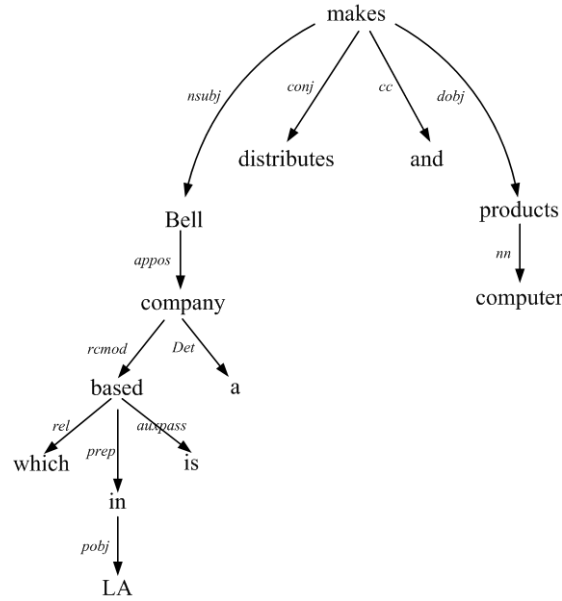 makes
nsubj conj cc dobj
distributes and
Bell products
appos nn
company computer
rcmod Det
based a
rel prep auxpass
which is
in
pobj
LA